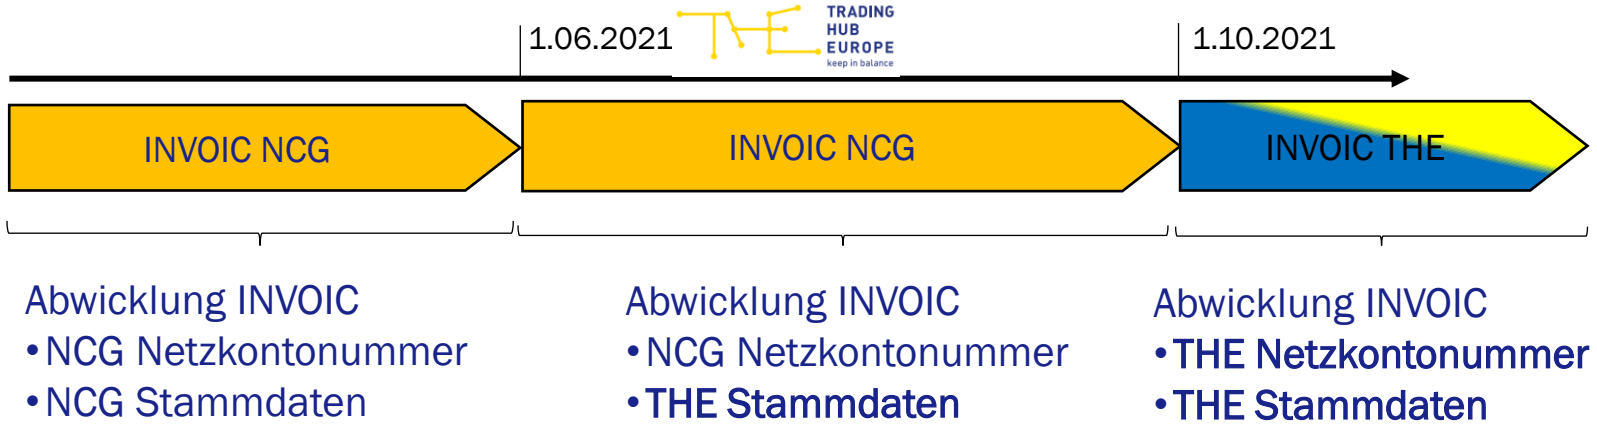 1.06.2021
THE
TRADING
HUB
EUROPE
keep in balance
1.10.2021
INVOIC NCG
INVOIC NCG
INVOIC THE
Abwicklung INVOIC
•NCG Netzkontonummer
•NCG Stammdaten
Abwicklung INVOIC
•NCG Netzkontonummer
•THE Stammdaten
Abwicklung INVOIC
•THE Netzkontonummer
•THE Stammdaten